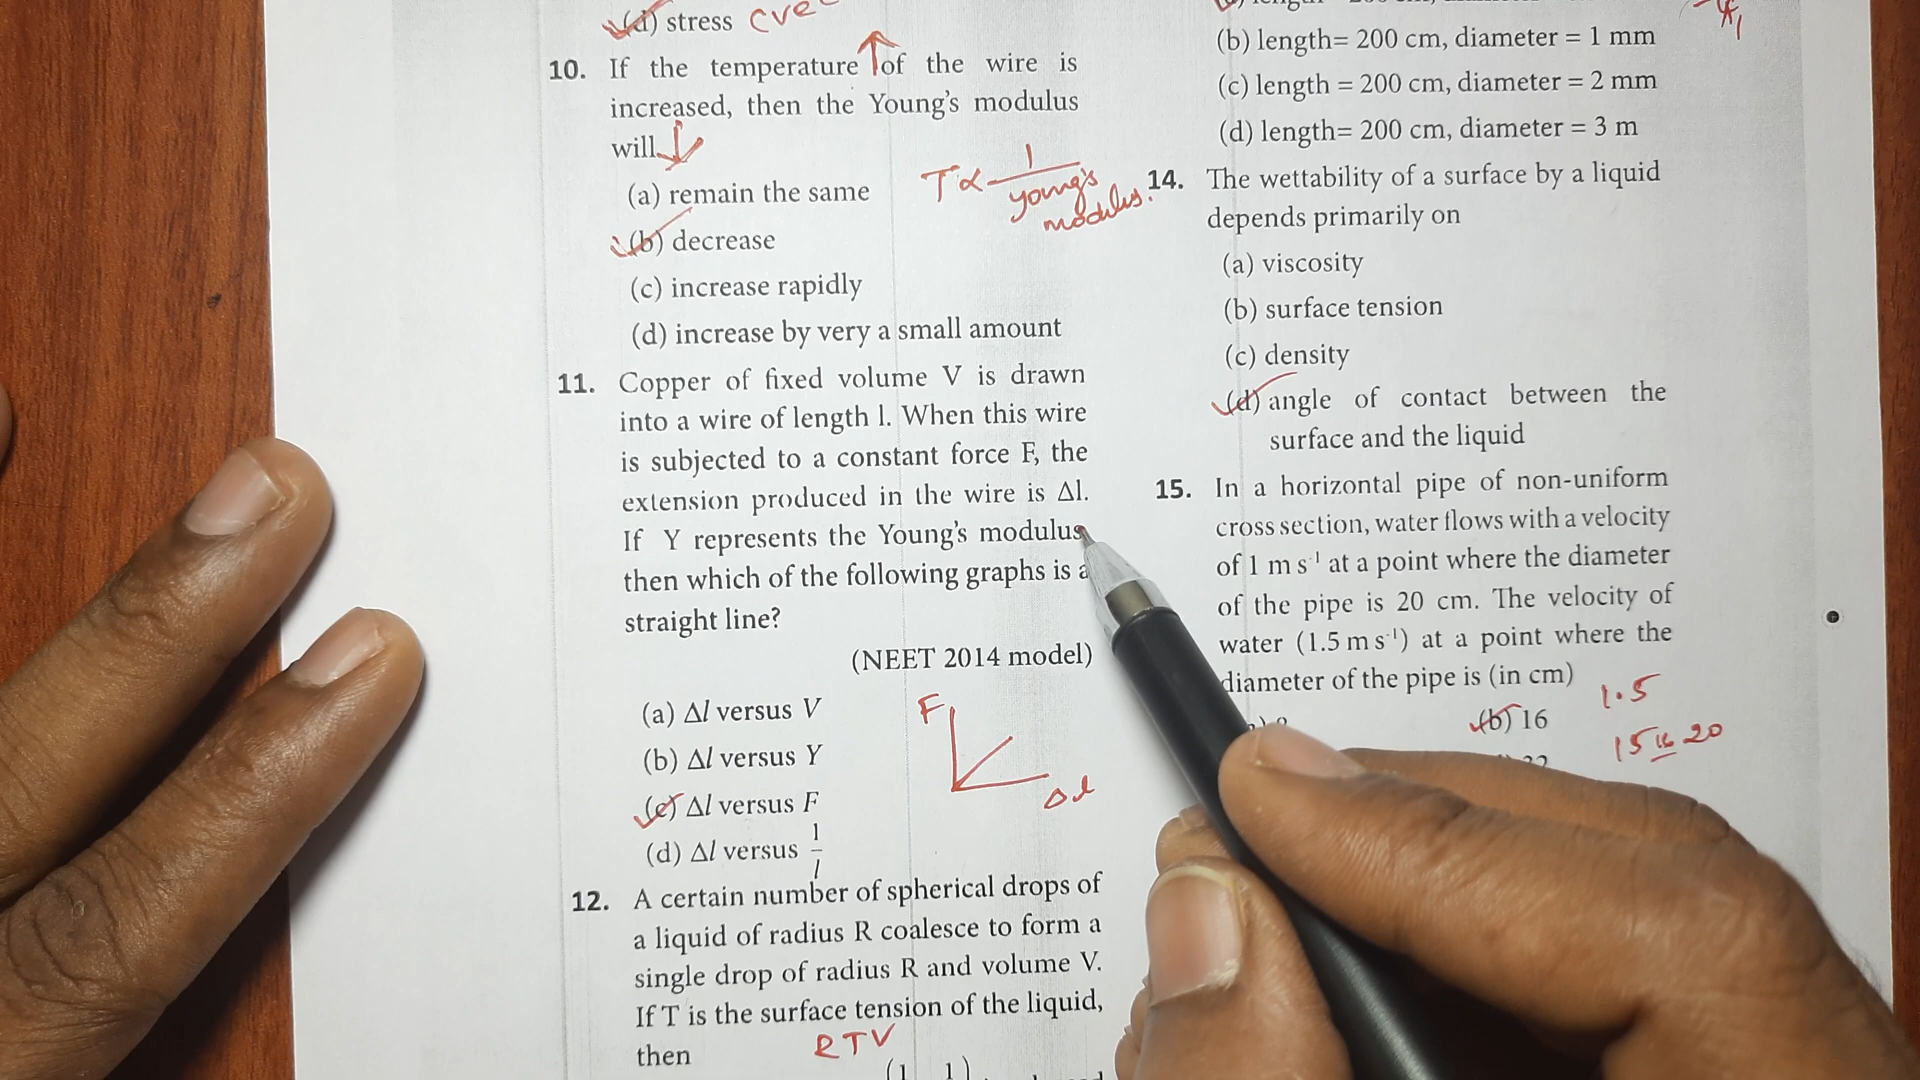 (d) stress cve
10. If the temperature of the wire is
increased, then the Young's modulus
will
(a) remain the same
(b) decrease
(c) increase rapidly
(d) increase by very a small amount
T ∝ 1
young's
modulus.
11. Copper of fixed volume V is drawn
into a wire of length l. When this wire
is subjected to a constant force F, the
extension produced in the wire is Δl.
If Y represents the Young's modulus
then which of the following graphs is a
straight line?
(NEET 2014 model)
(a) Δl versus V
(b) Δl versus Y
(c) Δl versus F
(d) Δl versus 1/l
F
Δl
12. A certain number of spherical drops of
a liquid of radius R coalesce to form a
single drop of radius R and volume V.
If T is the surface tension of the liquid,
then
RTV
(b) length= 200 cm, diameter = 1 mm
(c) length = 200 cm, diameter = 2 mm
(d) length= 200 cm, diameter = 3 m
14. The wettability of a surface by a liquid
depends primarily on
(a) viscosity
(b) surface tension
(c) density
(d) angle of contact between the
surface and the liquid
15. In a horizontal pipe of non-uniform
cross section, water flows with a velocity
of 1 m s⁻¹ at a point where the diameter
of the pipe is 20 cm. The velocity of
water (1.5 m s⁻¹) at a point where the
diameter of the pipe is (in cm)
(b) 16
1.5
15 16 20